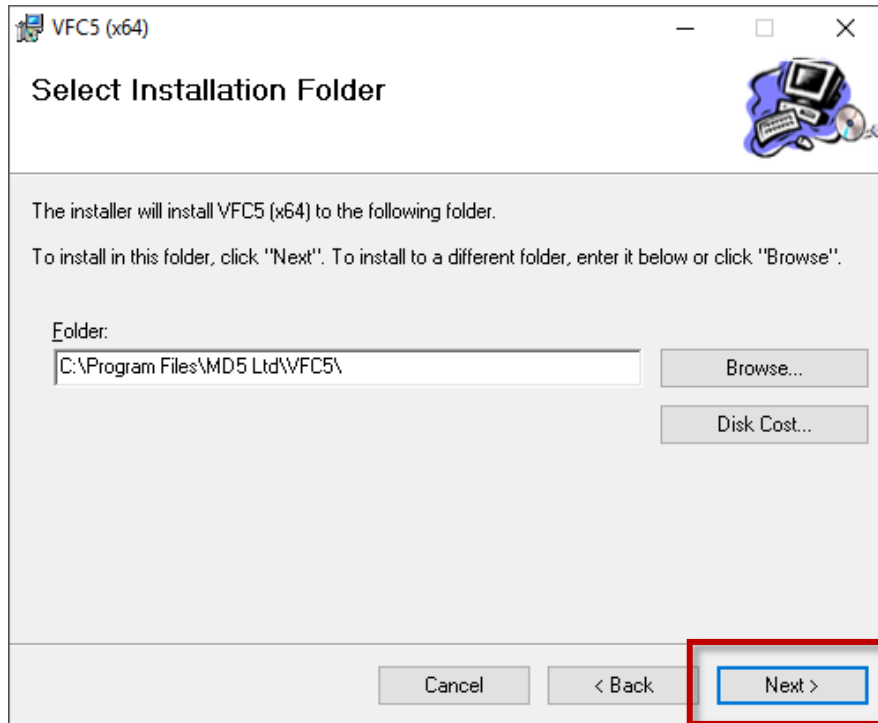 VFC5 (x64)
Select Installation Folder
The installer will install VFC5 (x64) to the following folder.
To install in this folder, click "Next". To install to a different folder, enter it below or click "Browse".
Folder:
C:\Program Files\MD5 Ltd\VFC5\
Browse...
Disk Cost...
Cancel
< Back
Next >